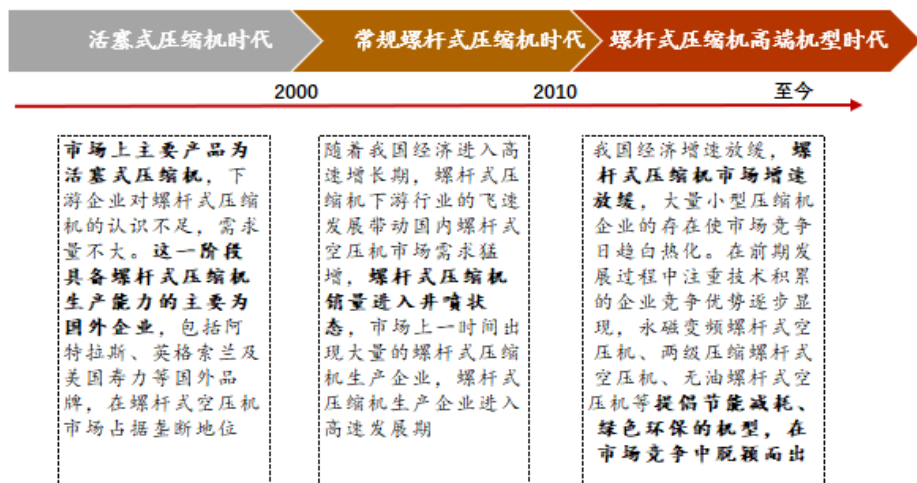 活塞式压缩机时代
常规螺杆式压缩机时代
螺杆式压缩机高端机型时代
2000
2010
至今
市场上主要产品为
活塞式压缩机，下
游企业对螺杆式压缩
机的认识不足，需求
量不大。这一阶段
具备螺杆式压缩机
生产能力的主要为
国外企业，包括阿
特拉斯、英格索兰及
美国寿力等国外品
牌，在螺杆式空压机
市场占据垄断地位
随着我国经济进入高
速增长期，螺杆式压
缩机下游行业的飞速
发展带动国内螺杆式
空压机市场需求猛
增，螺杆式压缩机
销量进入井喷状
态，市场上一时间出
现大量的螺杆式压缩
机生产企业，螺杆式
压缩机生产企业进入
高速发展期
我国经济增速放缓，螺
杆式压缩机市场增速
放缓，大量小型压缩机
企业的存在使市场竞争
日趋白热化。在前期发
展过程中注重技术积累
的企业竞争优势逐步显
现，永磁变频螺杆式空
压机、两级压缩螺杆式
空压机、无油螺杆式空
压机等提倡节能减耗、
绿色环保的机型，在
市场竞争中脱颖而出